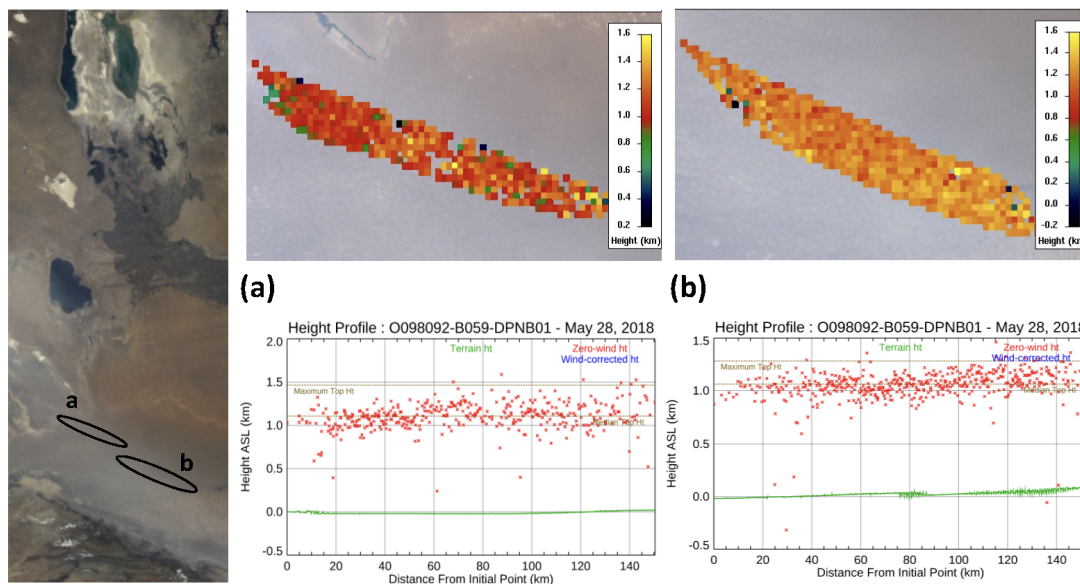 a
b
1.6
1.4
1.2
1.0
0.8
0.6
0.4
0.2
Height (km)
1.6
1.4
1.2
1.0
0.8
0.6
0.4
0.2
0.0
-0.2
Height (km)
(a)
(b)
Height Profile : O098092-B059-DPNB01 - May 28, 2018
Terrain ht
Zero-wind ht
Wind-corrected ht
Maximum Top Ht
Median Top Ht
2.0
1.5
1.0
0.5
0.0
-0.5
Height ASL (km)
0 20 40 60 80 100 120 140
Distance From Initial Point (km)
Height Profile : O098092-B059-DPNB01 - May 28, 2018
Terrain ht
Zero-wind ht
Wind-corrected ht
Maximum Top Ht
Median Top Ht
1.5
1.0
0.5
0.0
-0.5
Height ASL (km)
0 20 40 60 80 100 120 140
Distance From Initial Point (km)